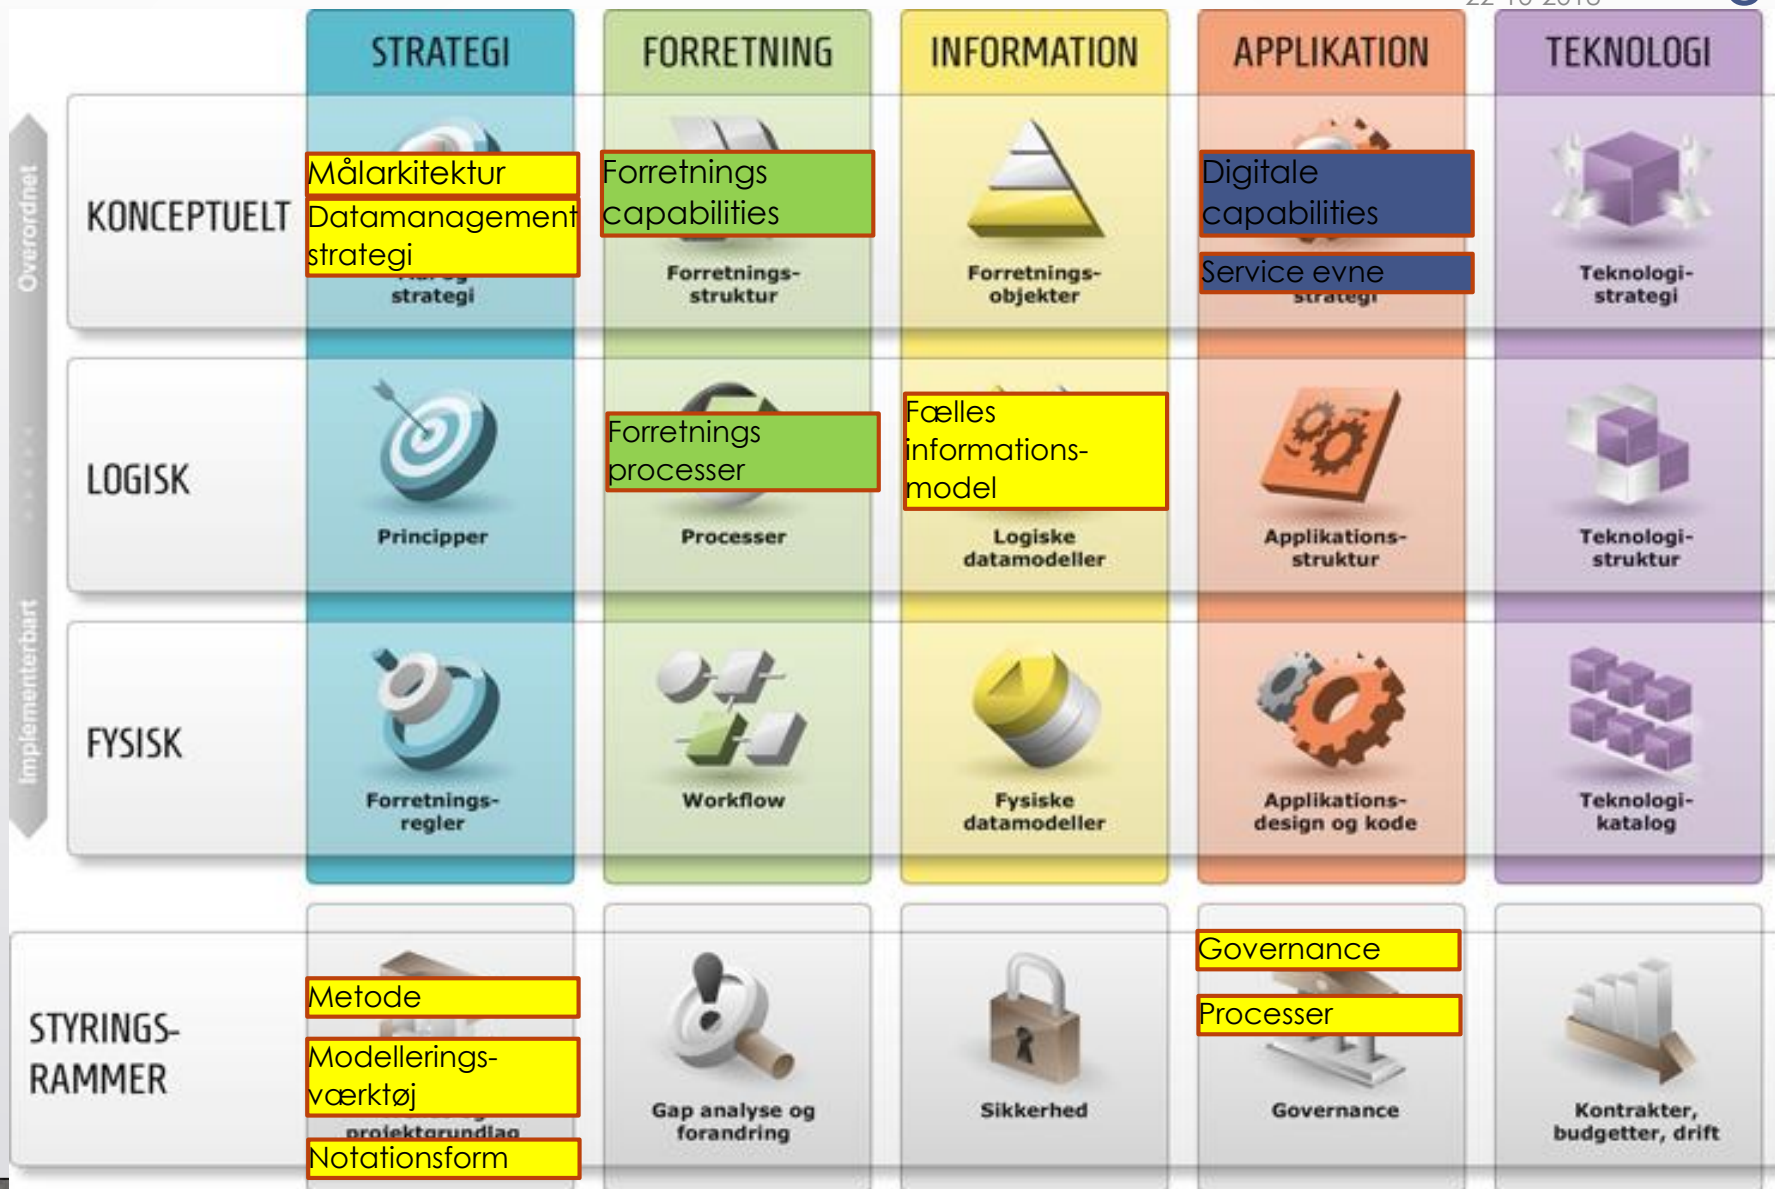 STRATEGI
FORRETNING
INFORMATION
APPLIKATION
TEKNOLOGI
Overordnet
KONCEPTUELT
Målarkitektur
Datamanagement
strategi
strategi
Forretnings
capabilities
Forretnings-
struktur
Forretnings-
objekter
Digitale
capabilities
Service evne
strategi
Teknologi-
strategi
LOGISK
Principper
Forretnings
processer
Processer
Fælles
informations-
model
Logiske
datamodeller
Applikations-
struktur
Teknologi-
struktur
Implementerbart
FYSISK
Forretnings-
regler
Workflow
Fysiske
datamodeller
Applikations-
design og kode
Teknologi-
katalog
STYRINGS-
RAMMER
Metode
Modellerings-
værktøj
projektgrundlag
Notationsform
Gap analyse og
forandring
Sikkerhed
Governance
Processer
Governance
Kontrakter,
budgetter, drift